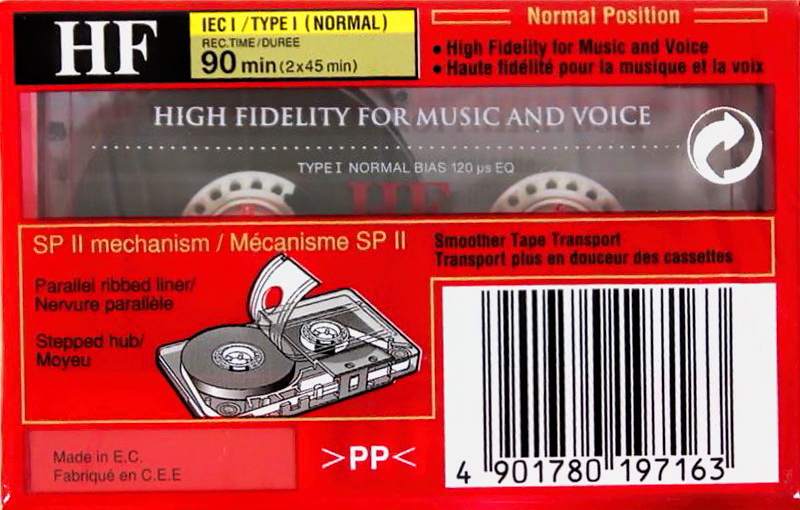 HF
IEC I / TYPE I (NORMAL)
REC.TIME / DUREE
90 min (2x45 min)
Normal Position
• High Fidelity for Music and Voice
• Haute fidélité pour la musique et la voix
HIGH FIDELITY FOR MUSIC AND VOICE
TYPE I NORMAL BIAS 120 µs EQ
HF
SP II mechanism / Mécanisme SP II
Smoother Tape Transport
Transport plus en douceur des cassettes
Parallel ribbed liner/
Nervure parallèle
Stepped hub/
Moyeu
Made in E.C.
Fabriqué en C.E.E
>PP<
4 901780 197163